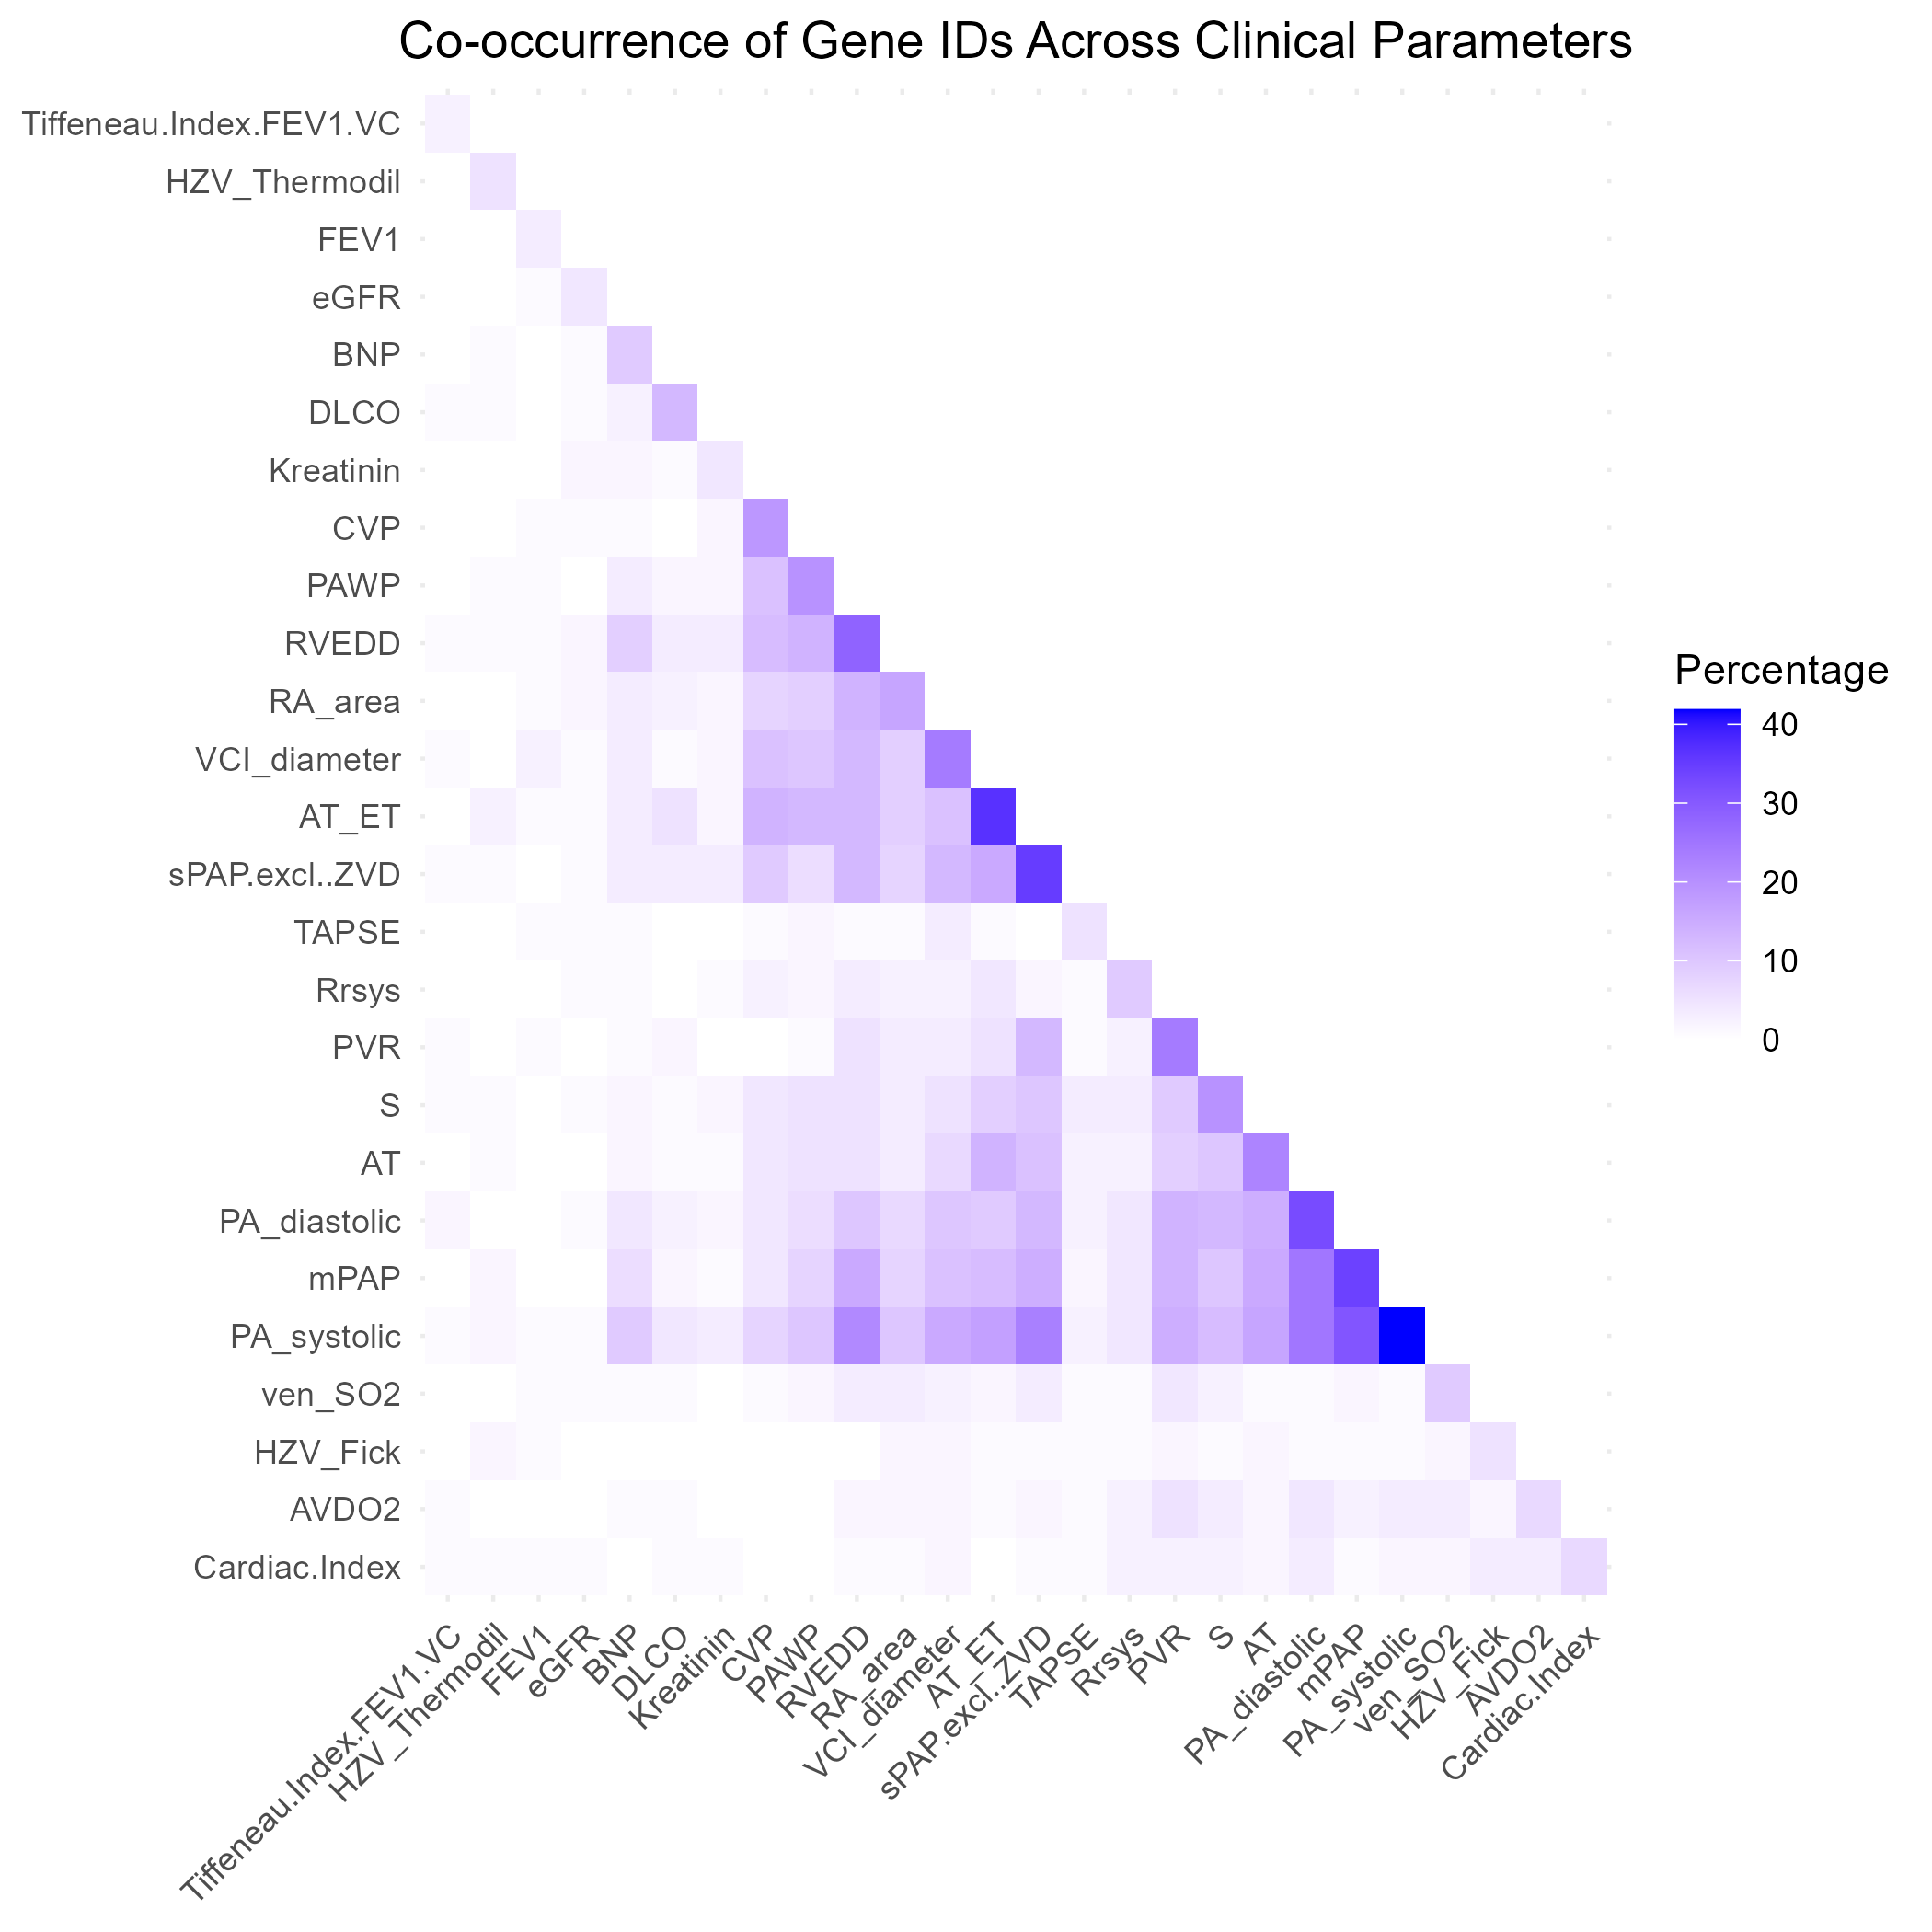 Co-occurrence of Gene IDs Across Clinical Parameters
Tiffeneau.Index.FEV1.VC
HZV_Thermodil
FEV1
eGFR
BNP
DLCO
Kreatinin
CVP
PAWP
RVEDD
RA_area
VCI_diameter
AT_ET
sPAP.excl..ZVD
TAPSE
Rrsys
PVR
S
AT
PA_diastolic
mPAP
PA_systolic
ven_SO2
HZV_Fick
AVDO2
Cardiac.Index
Tiffeneau.Index.FEV1.VC
HZV_Thermodil
FEV1
eGFR
BNP
DLCO
Kreatinin
CVP
PAWP
RVEDD
RA_area
VCI_diameter
AT_ET
sPAP.excl..ZVD
TAPSE
Rrsys
PVR
S
AT
PA_diastolic
mPAP
PA_systolic
ven_SO2
HZV_Fick
AVDO2
Cardiac.Index
Percentage
40
30
20
10
0